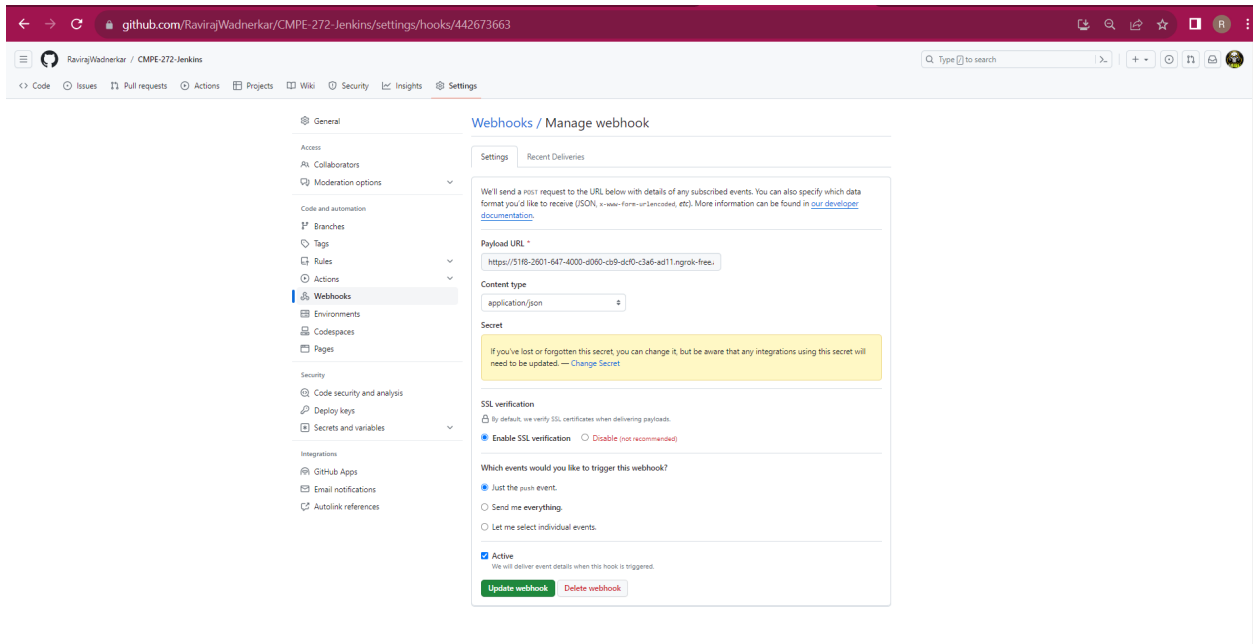 github.com/RavirajWadnerkar/CMPE-272-Jenkins/settings/hooks/442673663
R
RavirajWadnerkar / CMPE-272-Jenkins
Type / to search
Code Issues Pull requests Actions Projects Wiki Security Insights Settings
General
Access
Collaborators
Moderation options
Code and automation
Branches
Tags
Rules
Actions
Webhooks
Environments
Codespaces
Pages
Security
Code security and analysis
Deploy keys
Secrets and variables
Integrations
GitHub Apps
Email notifications
Autolink references
Webhooks / Manage webhook
Settings Recent Deliveries
We'll send a POST request to the URL below with details of any subscribed events. You can also specify which data
format you'd like to receive (JSON, x-www-form-urlencoded, etc). More information can be found in our developer
documentation.
Payload URL *
https://51f8-2601-647-4000-d060-cb9-dcf0-c3a6-ad11.ngrok-free.
Content type
application/json
Secret
If you've lost or forgotten this secret, you can change it, but be aware that any integrations using this secret will
need to be updated. — Change Secret
SSL verification
By default, we verify SSL certificates when delivering payloads.
Enable SSL verification Disable (not recommended)
Which events would you like to trigger this webhook?
Just the push event.
Send me everything.
Let me select individual events.
Active
We will deliver event details when this hook is triggered.
Update webhook Delete webhook